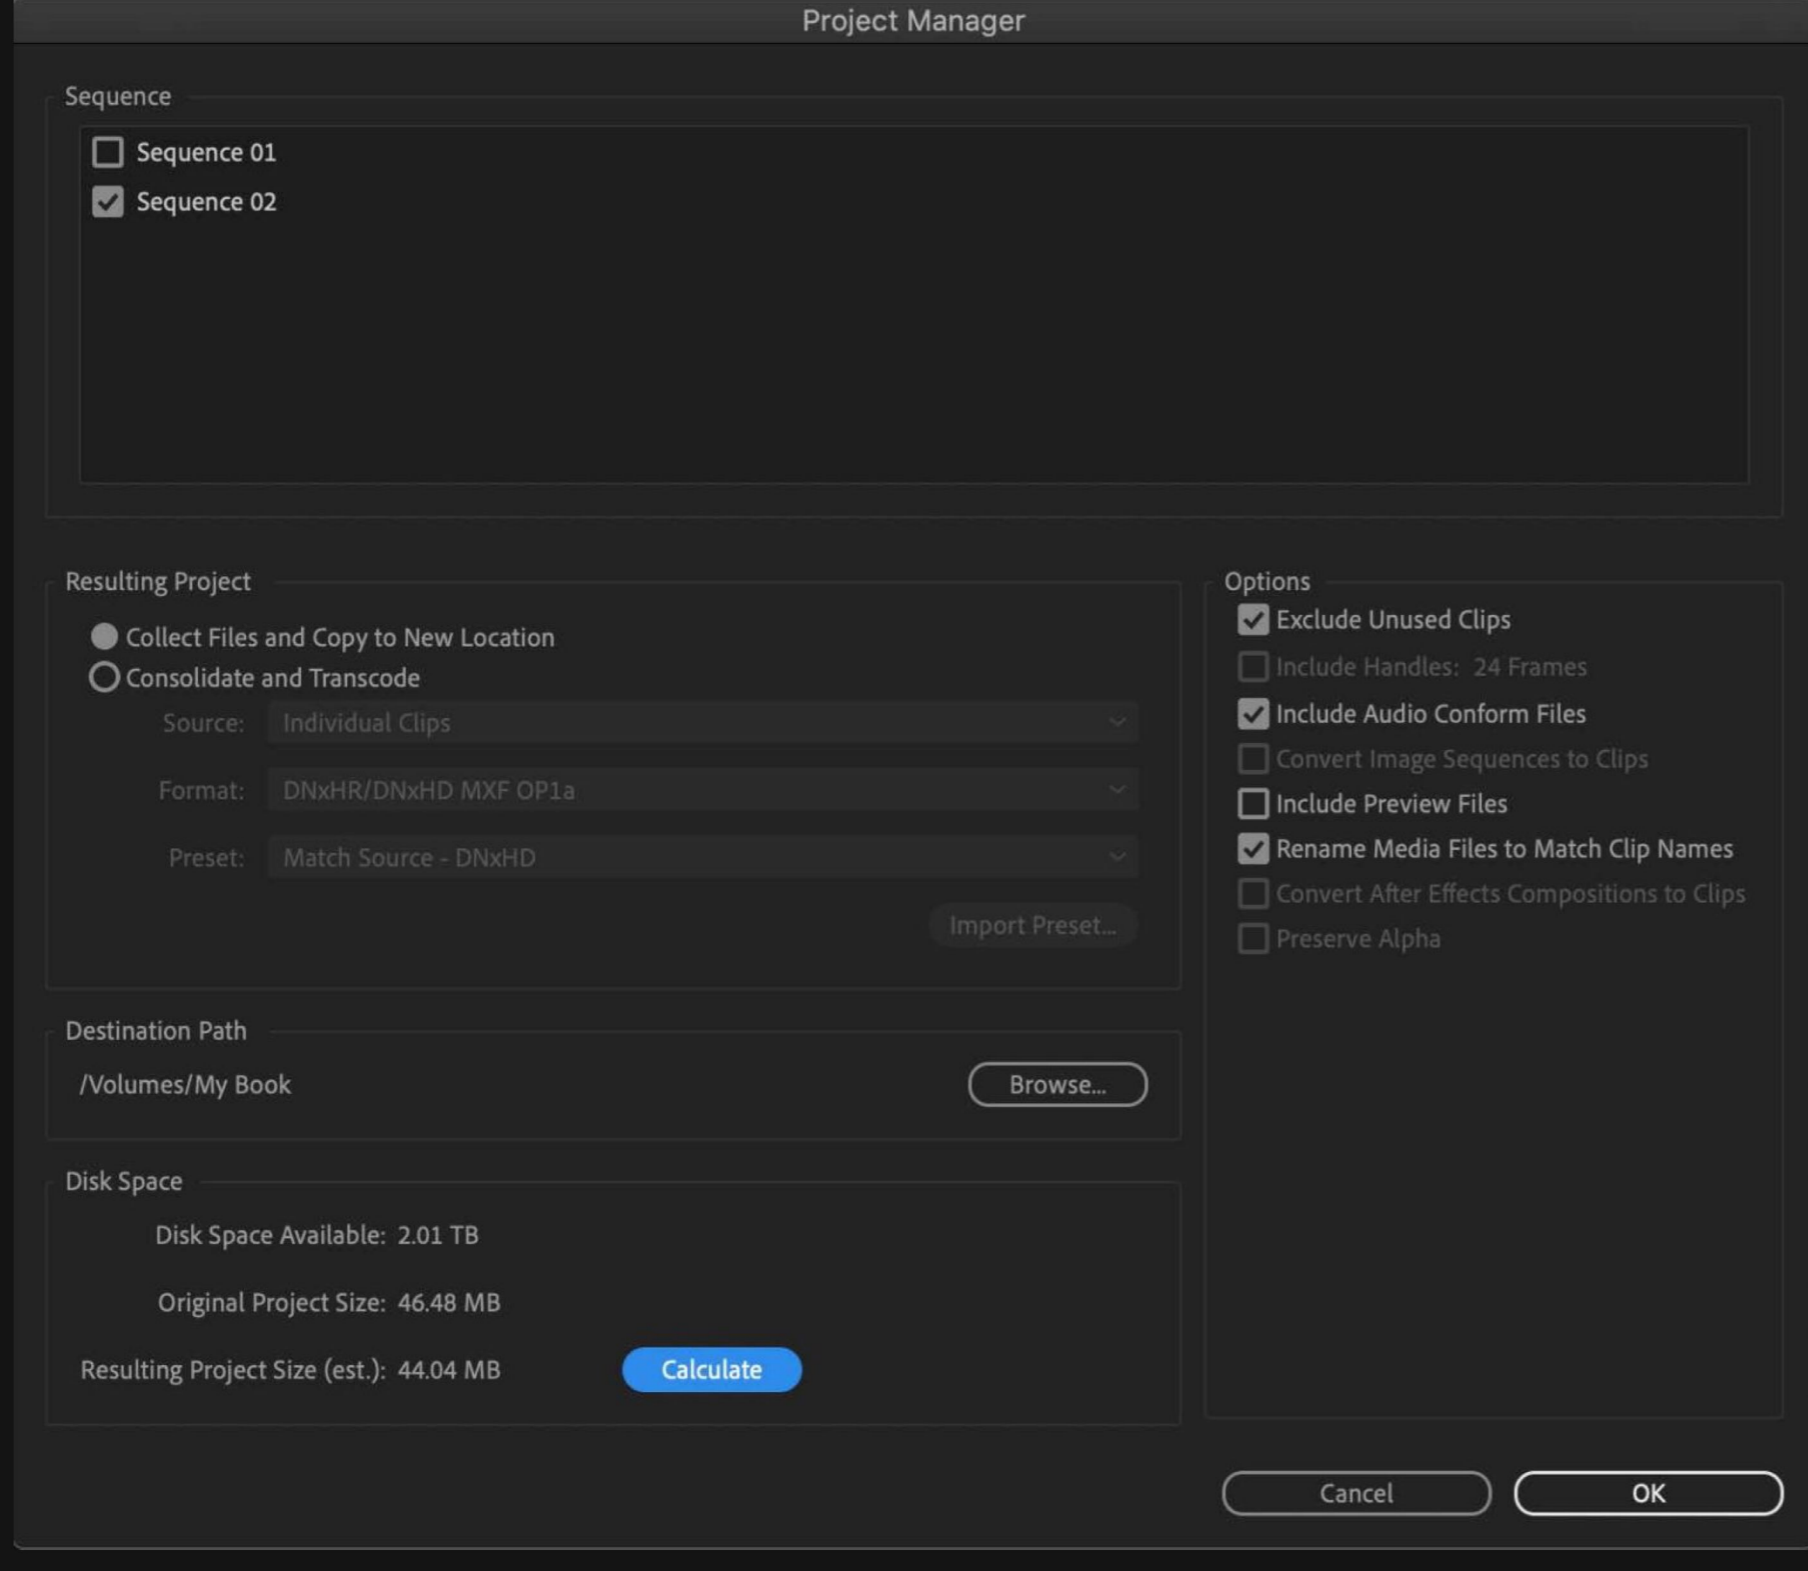 Project Manager
Sequence
Sequence 01
Sequence 02
Resulting Project
Collect Files and Copy to New Location
Consolidate and Transcode
Source: Individual Clips
Format: DNxHR/DNxHD MXF OP1a
Preset: Match Source - DNxHD
Import Preset...
Options
Exclude Unused Clips
Include Handles: 24 Frames
Include Audio Conform Files
Convert Image Sequences to Clips
Include Preview Files
Rename Media Files to Match Clip Names
Convert After Effects Compositions to Clips
Preserve Alpha
Destination Path
/Volumes/My Book
Browse...
Disk Space
Disk Space Available: 2.01 TB
Original Project Size: 46.48 MB
Resulting Project Size (est.): 44.04 MB
Calculate
Cancel
OK